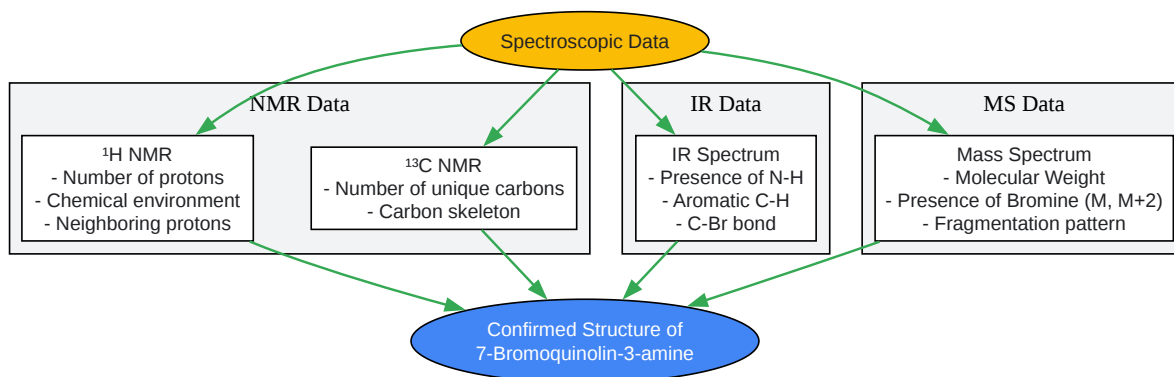 Spectroscopic Data
NMR Data
IR Data
MS Data
¹H NMR
- Number of protons
- Chemical environment
- Neighboring protons
¹³C NMR
- Number of unique carbons
- Carbon skeleton
IR Spectrum
- Presence of N-H
- Aromatic C-H
- C-Br bond
Mass Spectrum
- Molecular Weight
- Presence of Bromine (M, M+2)
- Fragmentation pattern
Confirmed Structure of
7-Bromoquinolin-3-amine